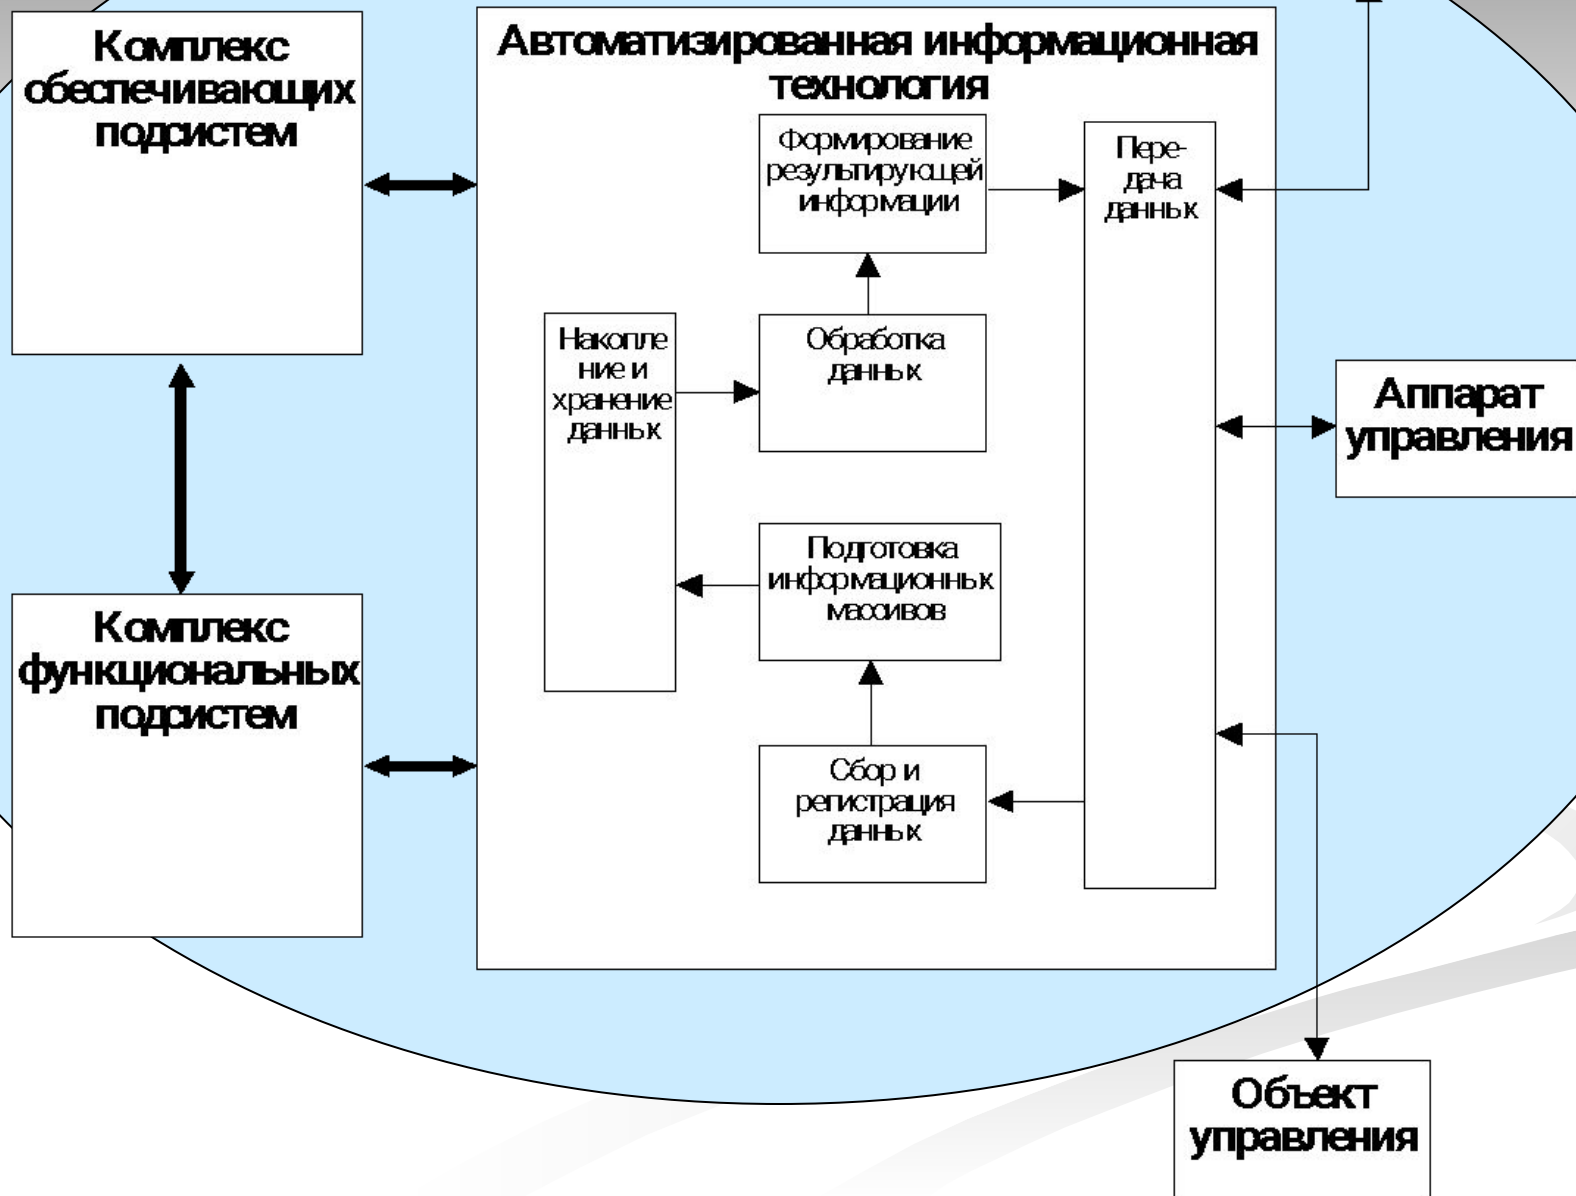 Комплекс
обеспечивающих
подсистем
Автоматизированная информационная
технология
Формирование
результирующей
информации
Пере-
дача
данных
Накопле
ние и
хранение
данных
Обработка
данных
Аппарат
управления
Подготовка
информационных
массивов
Комплекс
функциональных
подсистем
Сбор и
регистрация
данных
Объект
управления